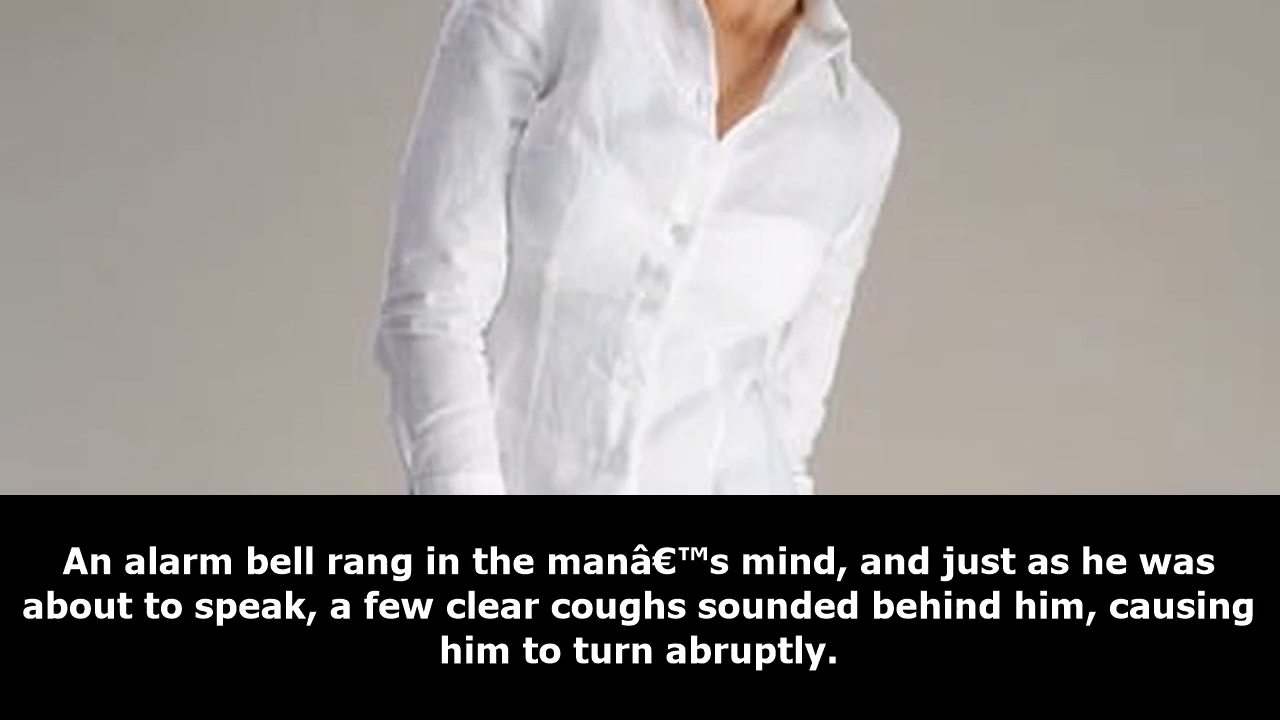 An alarm bell rang in the manâ€™s mind, and just as he was
about to speak, a few clear coughs sounded behind him, causing
him to turn abruptly.